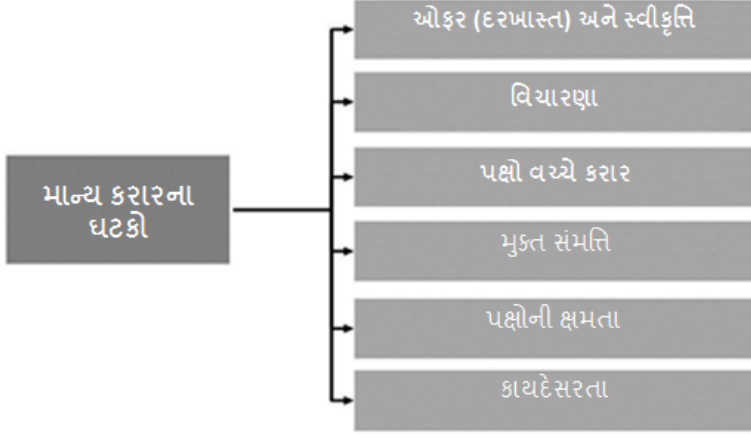 માન્ય કરારના
ઘટકો
ઓફર (દરખાસ્ત) અને સ્વીકૃત્તિ
વિચારણા
પક્ષો વચ્ચે કરાર
મુક્ત સંમત્તિ
પક્ષોની ક્ષમતા
કાયદેસરતા